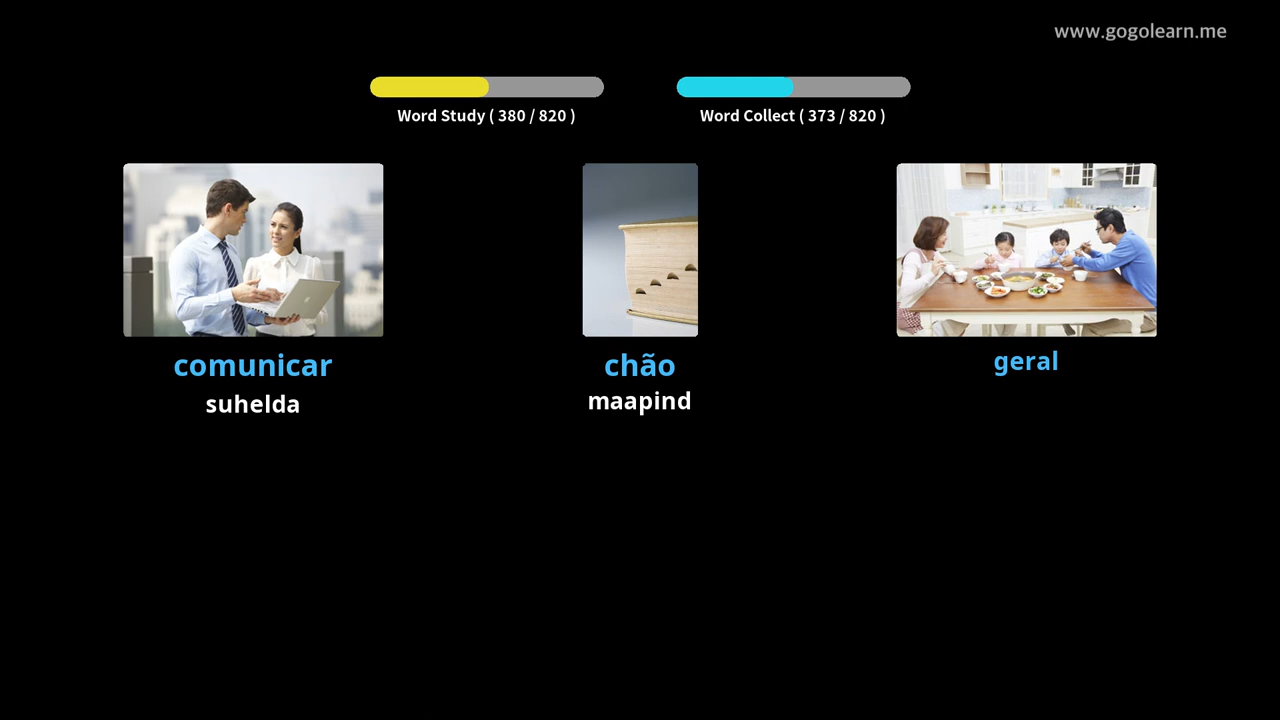 www.gogolearn.me
Word Study ( 380 / 820 )
Word Collect ( 373 / 820 )
comunicar
suhelda
chão
maapind
geral